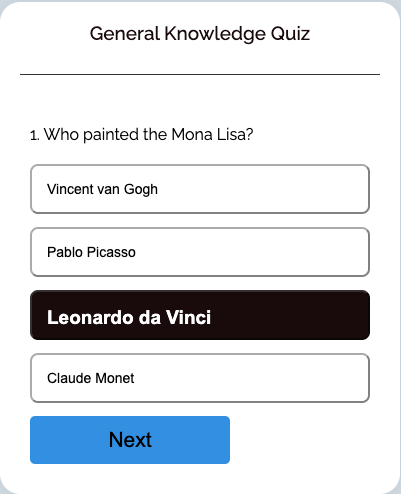 General Knowledge Quiz
1. Who painted the Mona Lisa?
Vincent van Gogh
Pablo Picasso
Leonardo da Vinci
Claude Monet
Next